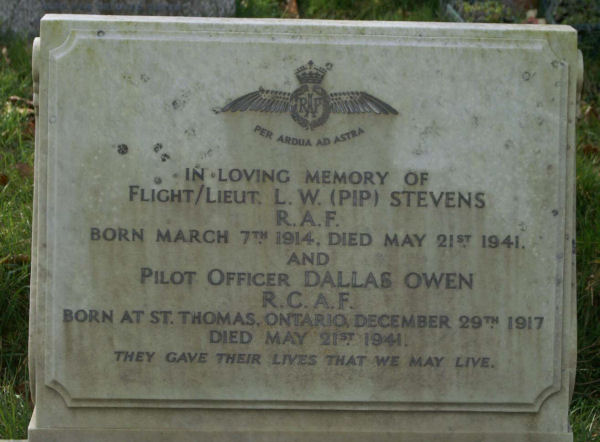 RAF
PER ARDUA AD ASTRA
IN LOVING MEMORY OF
FLIGHT/LIEUT. L. W. (PIP) STEVENS
R.A.F.
BORN MARCH 7TH 1914. DIED MAY 21ST 1941.
AND
PILOT OFFICER DALLAS OWEN
R.C.A.F.
BORN AT ST. THOMAS, ONTARIO, DECEMBER 29TH 1917
DIED MAY 21ST 1941.
THEY GAVE THEIR LIVES THAT WE MAY LIVE.